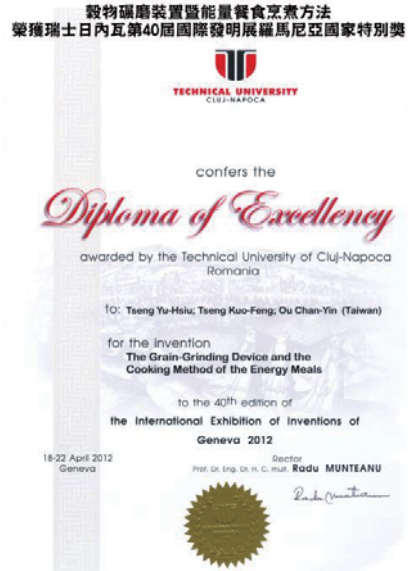 穀物碾磨裝置暨能量餐食烹煮方法
榮獲瑞士日內瓦第40屆國際發明展羅馬尼亞國家特別獎
TECHNICAL UNIVERSITY
CLUJ-NAPOCA
confers the
Diploma of Excellency
awarded by the Technical University of Cluj-Napoca
Romania
to: Tseng Yu-Hsiu; Tseng Kuo-Feng; Ou Chan-Yin (Taiwan)
for the invention
The Grain-Grinding Device and the
Cooking Method of the Energy Meals
to the 40th edition of
the International Exhibition of Inventions of
Geneva 2012
18-22 April 2012
Geneva
Rector
Prof. Dr. Eng. Dr. H. C. mult. Radu MUNTEANU